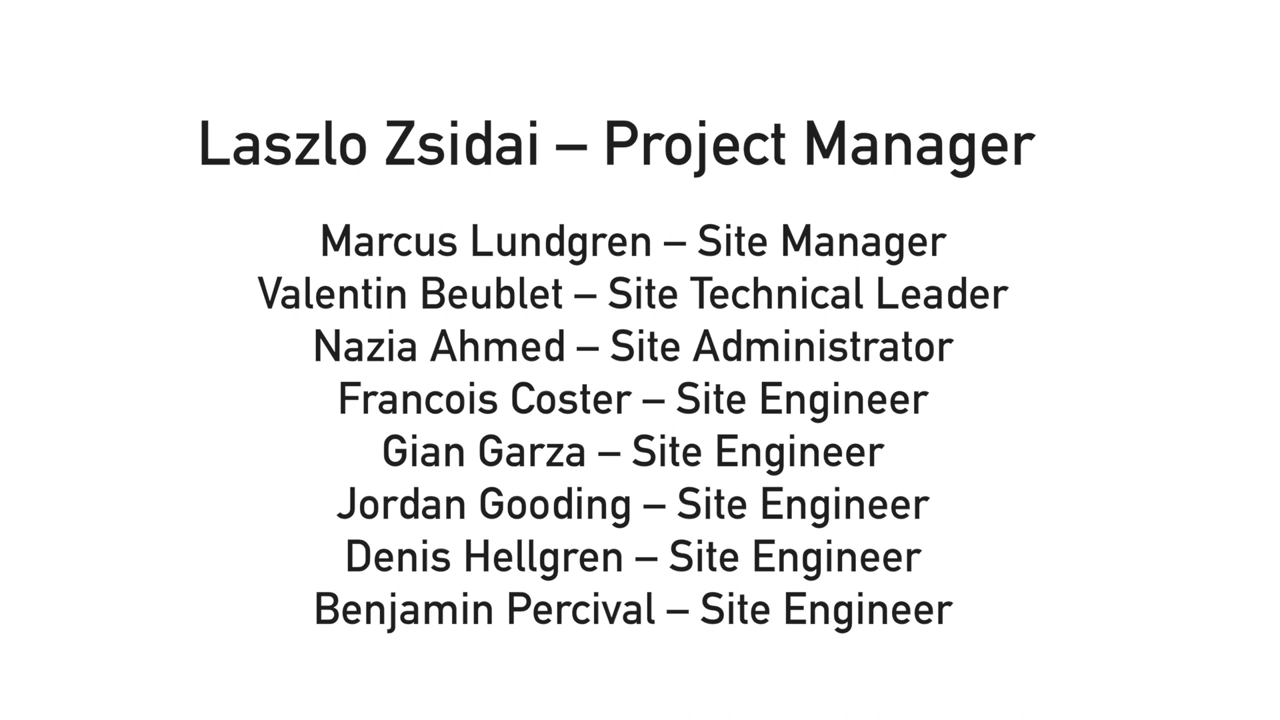 Laszlo Zsidai – Project Manager
Marcus Lundgren – Site Manager
Valentin Beublet – Site Technical Leader
Nazia Ahmed – Site Administrator
Francois Coster – Site Engineer
Gian Garza – Site Engineer
Jordan Gooding – Site Engineer
Denis Hellgren – Site Engineer
Benjamin Percival – Site Engineer